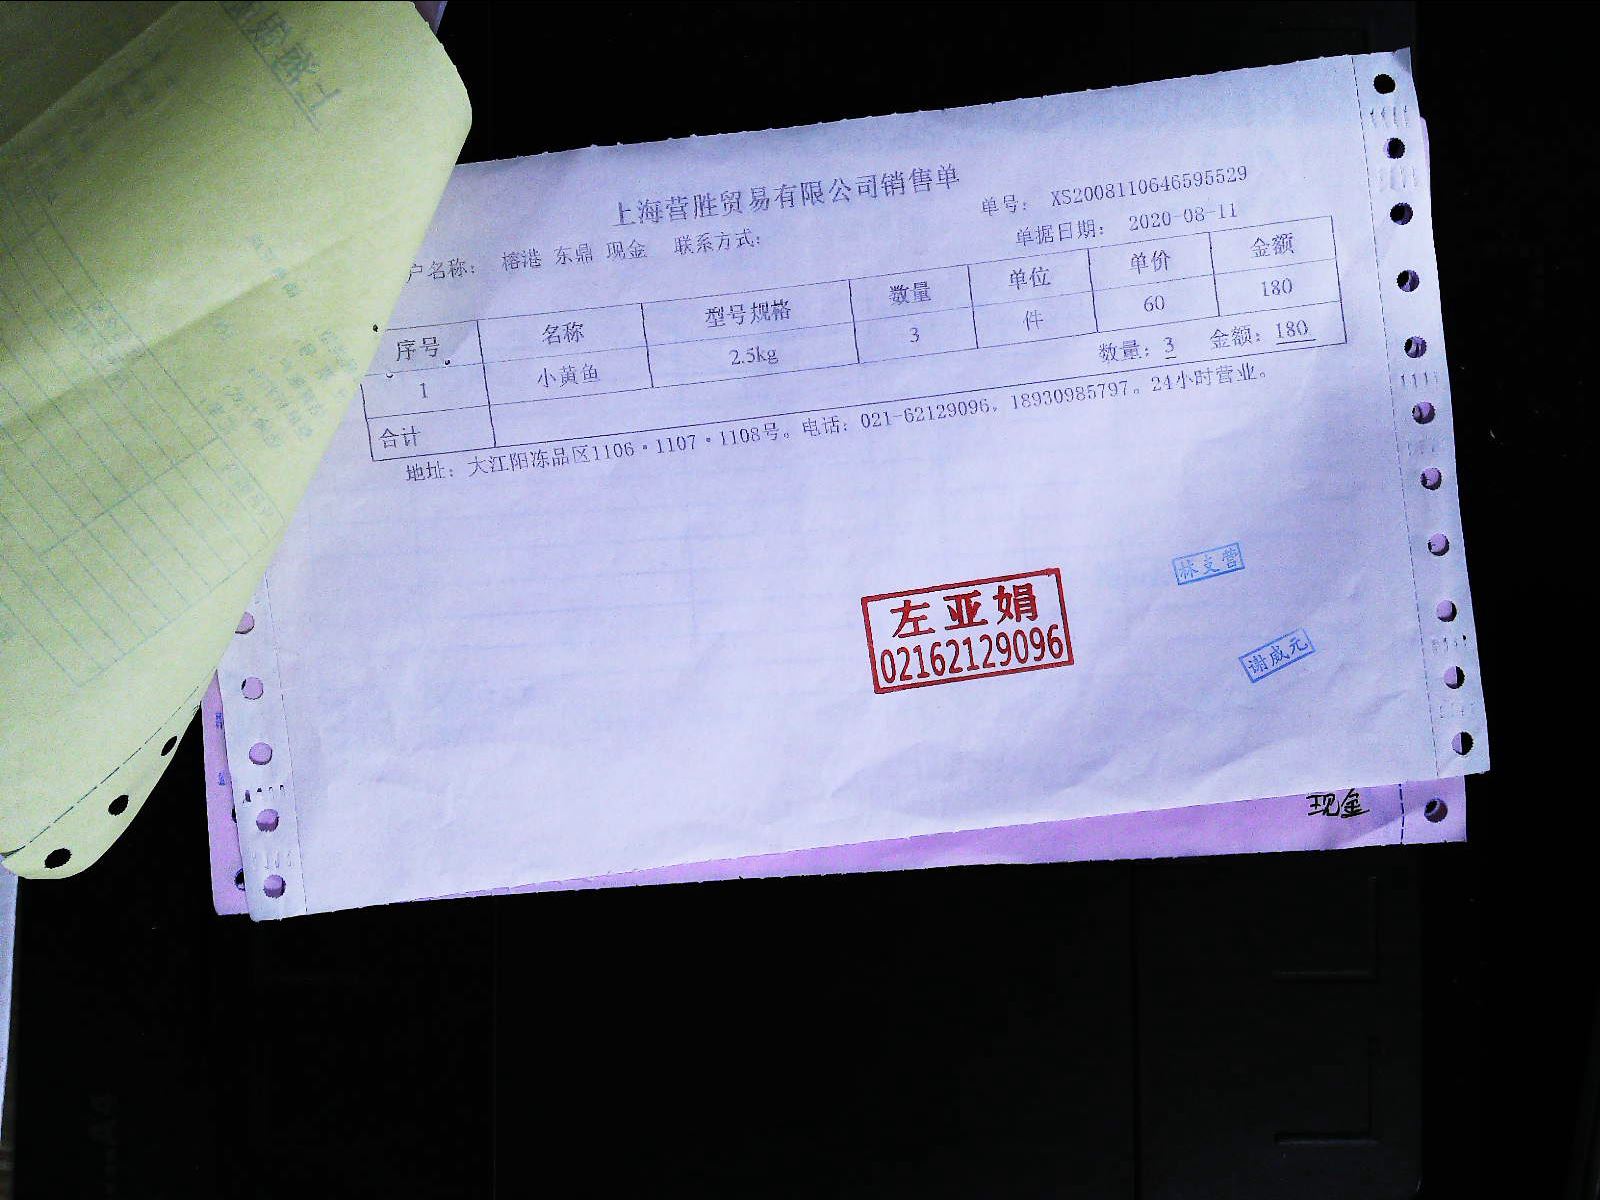 上海营胜贸易有限公司销售单
单号： XS2008110646595529
户名称： 榕港 东鼎 现金 联系方式：
单据日期： 2020-08-11
序号 名称 型号规格 数量 单位 单价 金额
1 小黄鱼 2.5kg 3 件 60 180
合计 数量：3 金额：180
地址：大江阳冻品区1106·1107·1108号。电话：021-62129096，18930985797。24小时营业。
林支营
左亚娟
02162129096
谢威元
现金